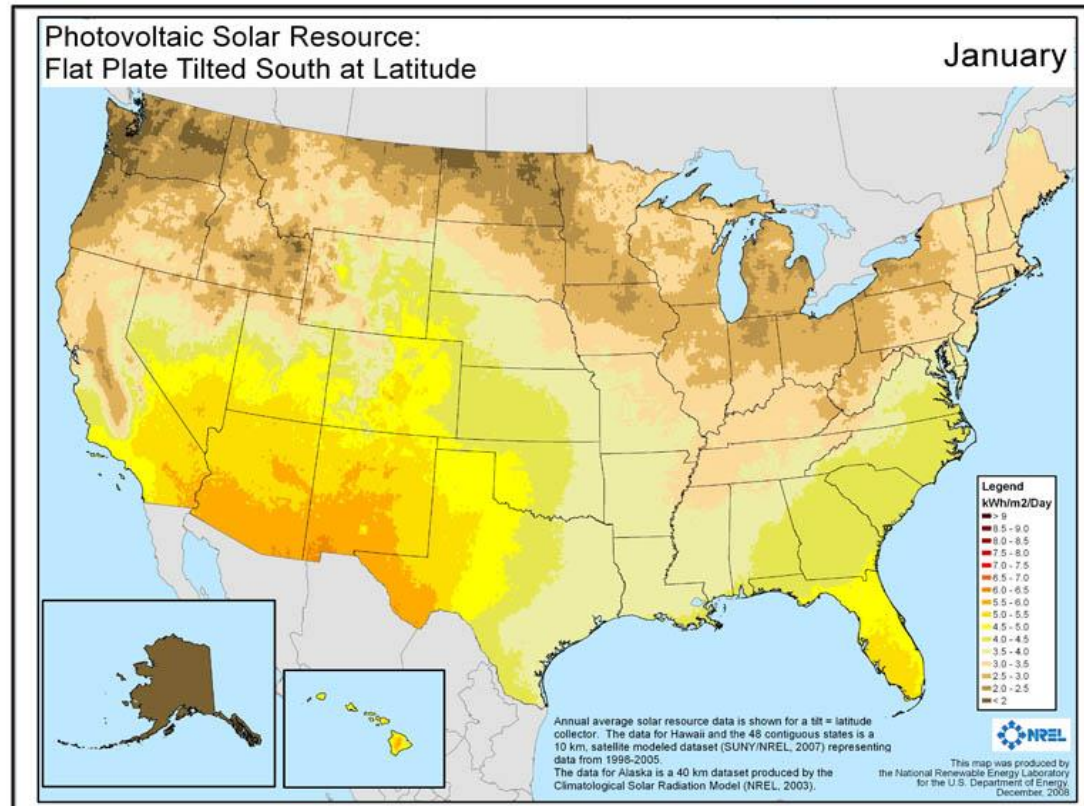 Photovoltaic Solar Resource:
Flat Plate Tilted South at Latitude
January
Legend
kWh/m2/Day
> 9
8.5 - 9.0
8.0 - 8.5
7.5 - 8.0
7.0 - 7.5
6.5 - 7.0
6.0 - 6.5
5.5 - 6.0
5.0 - 5.5
4.5 - 5.0
4.0 - 4.5
3.5 - 4.0
3.0 - 3.5
2.5 - 3.0
2.0 - 2.5
< 2
Annual average solar resource data is shown for a tilt = latitude
collector. The data for Hawaii and the 48 contiguous states is a
10 km, satellite modeled dataset (SUNY/NREL, 2007) representing
data from 1998-2005.
The data for Alaska is a 40 km dataset produced by the
Climatological Solar Radiation Model (NREL, 2003).
NREL
This map was produced by
the National Renewable Energy Laboratory
for the U.S. Department of Energy.
December, 2008